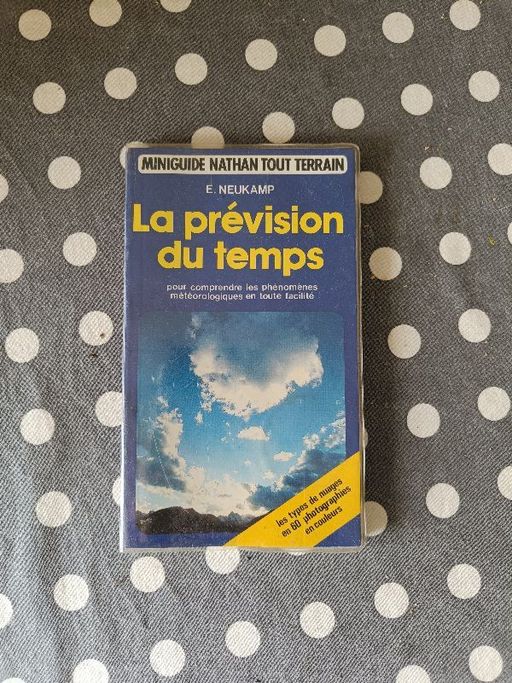 MINIGUIDE NATHAN TOUT TERRAIN
E. NEUKAMP
La prévision
du temps
pour comprendre les phénomènes
météorologiques en toute facilité
les types de nuages
en 60 photographies
en couleurs